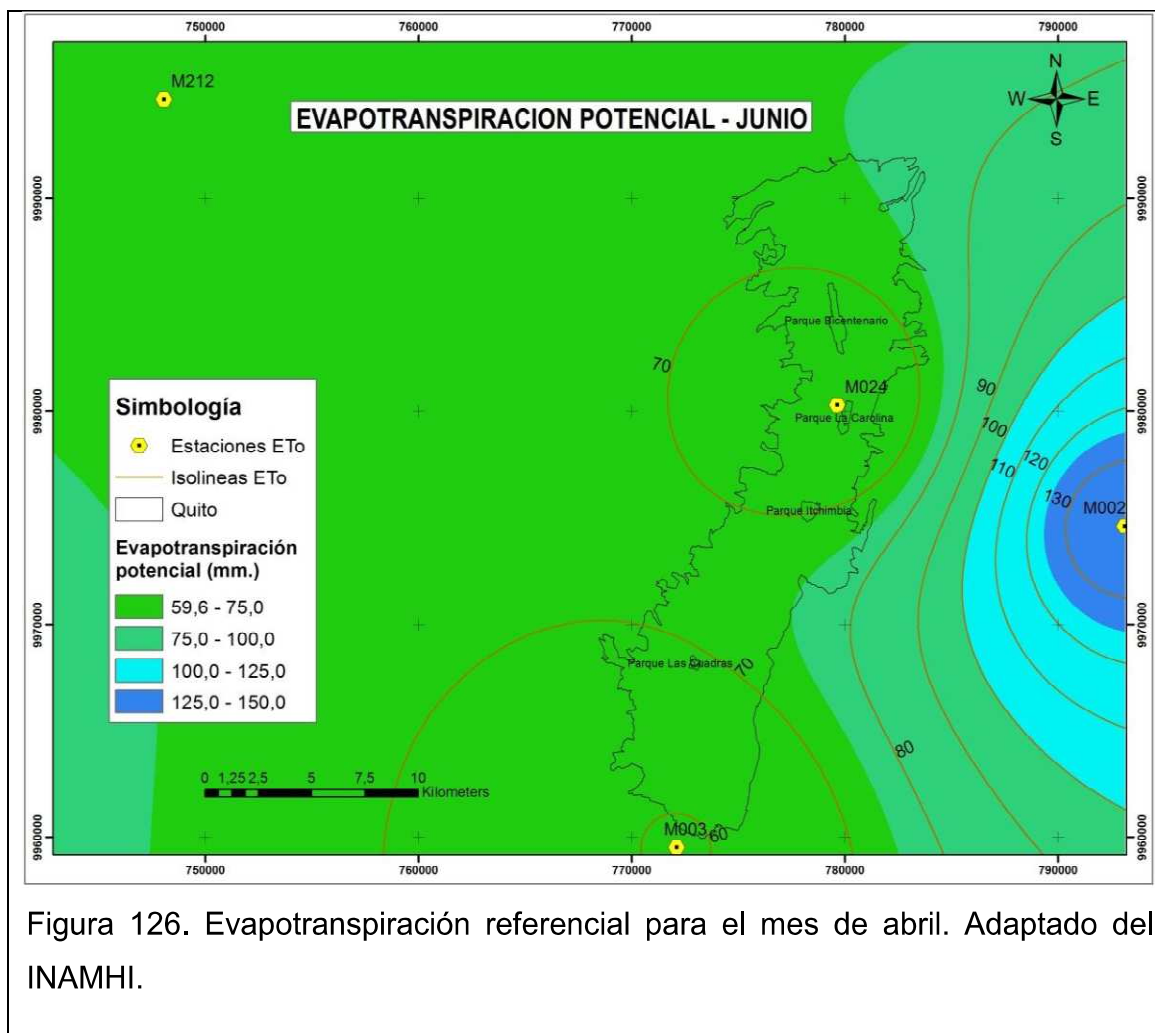 750000 760000 770000 780000 790000
M212
N
W E
S
EVAPOTRANSPIRACION POTENCIAL - JUNIO
9990000 9990000
Parque Bicentenario
70
M024
Parque La Carolina
90
9980000 9980000
100
110
120
130
M002
Parque Itchimbia
Simbología
Estaciones ETo
Isolineas ETo
Quito
Evapotranspiración
potencial (mm.)
59,6 - 75,0
75,0 - 100,0
100,0 - 125,0
125,0 - 150,0
9970000 9970000
Parque Las Cuadras
70
80
0 1,25 2,5 5 7,5 10
Kilometers
M003
60
9960000 9960000
750000 760000 770000 780000 790000
Figura 126. Evapotranspiración referencial para el mes de abril. Adaptado del
INAMHI.